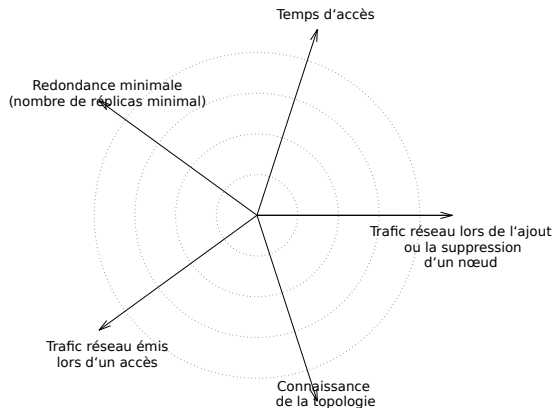 Temps d'accès
Redondance minimale
(nombre de réplicas minimal)
Trafic réseau lors de l'ajout
ou la suppression
d'un nœud
Trafic réseau émis
lors d'un accès
Connaissance
de la topologie